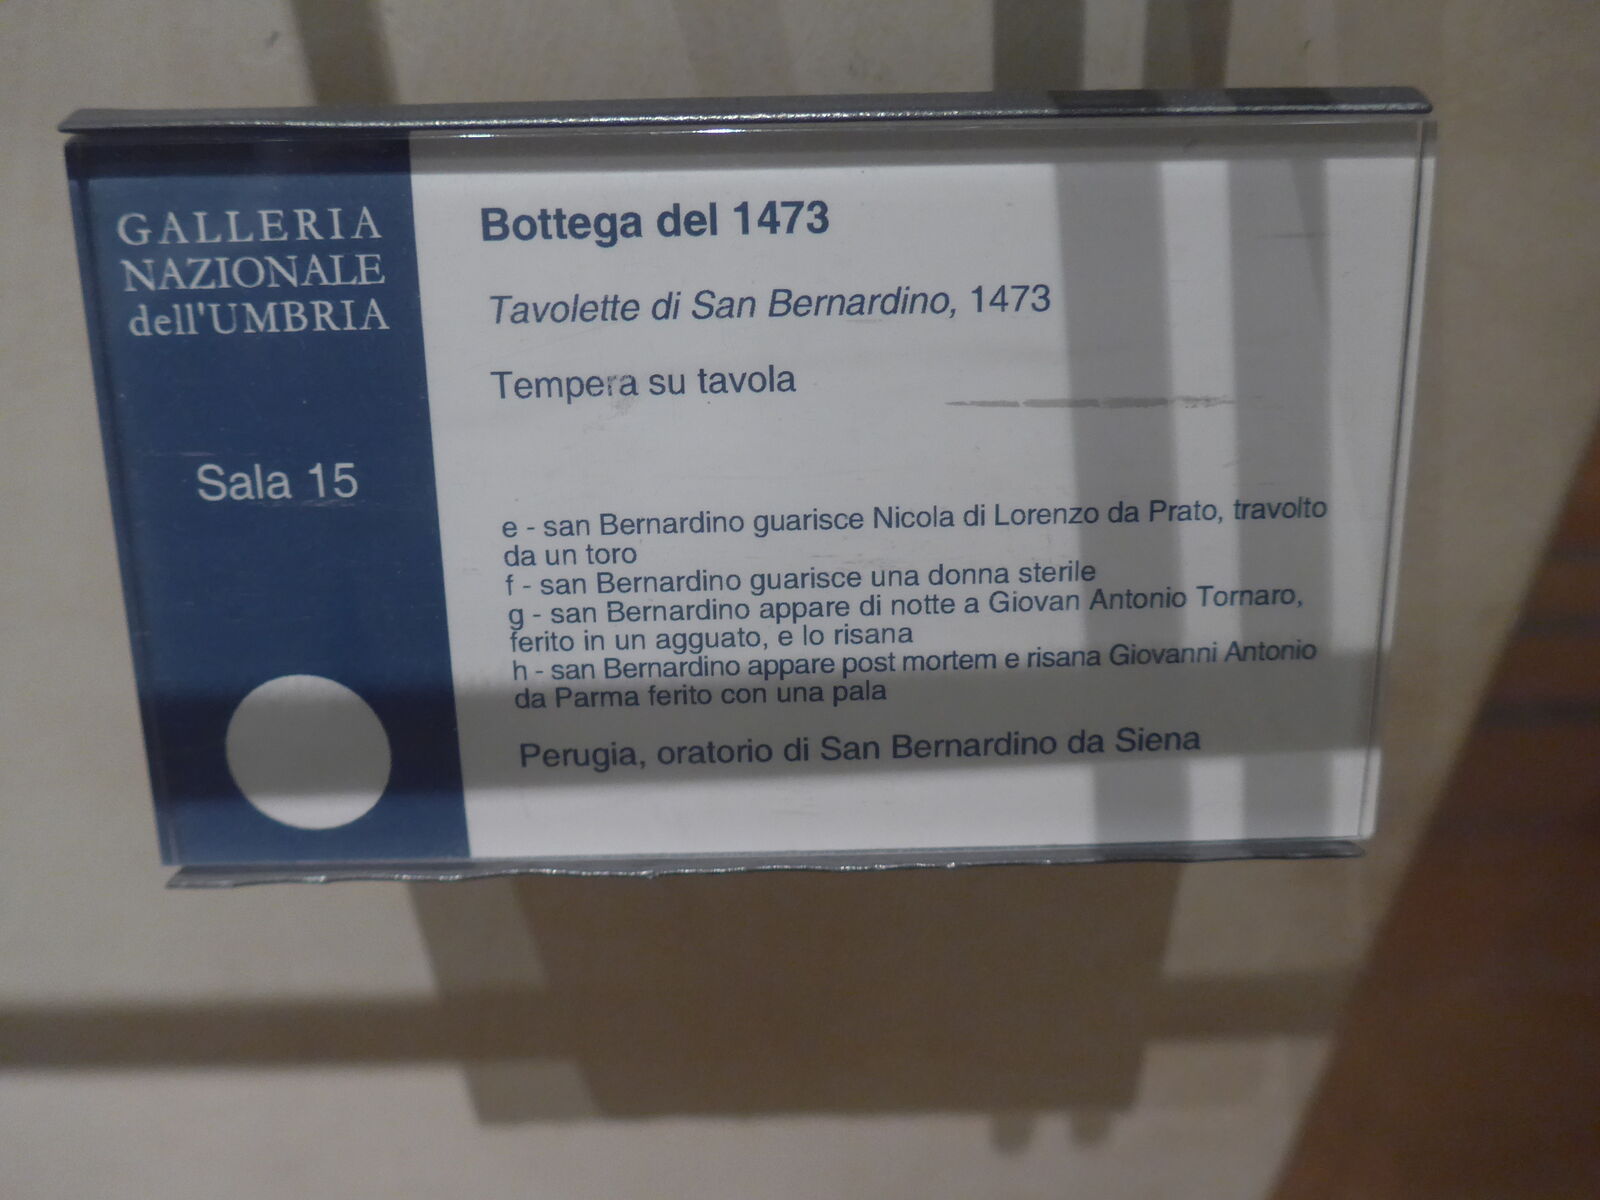 GALLERIA
NAZIONALE
dell'UMBRIA
Sala 15
Bottega del 1473
Tavolette di San Bernardino, 1473
Tempera su tavola
e - san Bernardino guarisce Nicola di Lorenzo da Prato, travolto
da un toro
f - san Bernardino guarisce una donna sterile
g - san Bernardino appare di notte a Giovan Antonio Tornaro,
ferito in un agguato, e lo risana
h - san Bernardino appare post mortem e risana Giovanni Antonio
da Parma ferito con una pala
Perugia, oratorio di San Bernardino da Siena